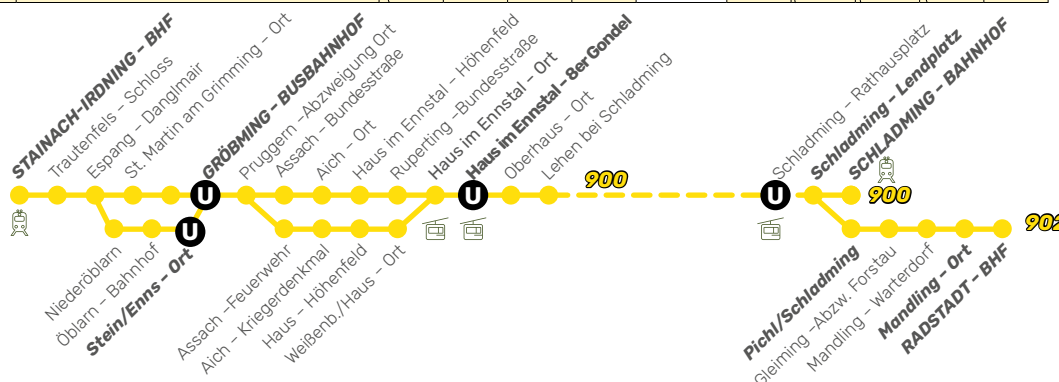 STAINACH-IRDNING - BHF
Trautenfels - Schloss
Espang - Danglmair
St. Martin am Grimming - Ort
GRÖBMING - BUSBAHNHOF
Pruggern -Abzweigung Ort
Assach - Bundesstraße
Aich - Ort
Haus im Ennstal - Höhenfeld
Ruperting -Bundesstraße
Haus im Ennstal - Ort
Haus im Ennstal - 8er Gondel
Oberhaus - Ort
Lehen bei Schladming
Schladming - Rathausplatz
Schladming - Lendplatz
SCHLADMING - BAHNHOF
U
U
900
U
900
U
902
Niederöblarn
Öblarn - Bahnhof
Stein/Enns - Ort
Assach -Feuerwehr
Aich - Kriegerdenkmal
Haus - Höhenfeld
Weißenb./Haus - Ort
Pichl/Schladming
Gleiming -Abzw. Forstau
Mandling - Warterdorf
Mandling - Ort
RADSTADT - BHF